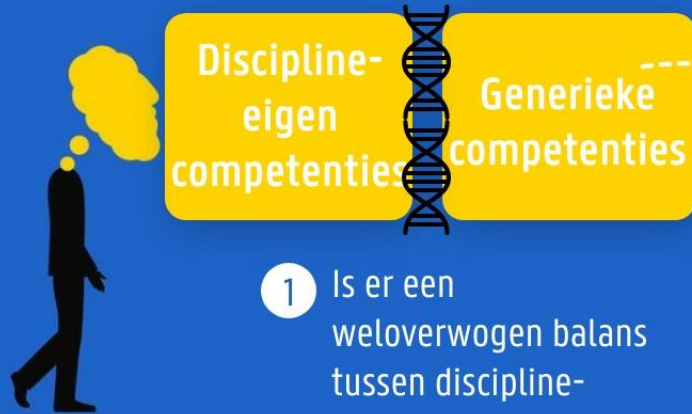 Discipline-
eigen
competenties
Generieke
competenties
1
Is er een
weloverwogen balans
tussen discipline-